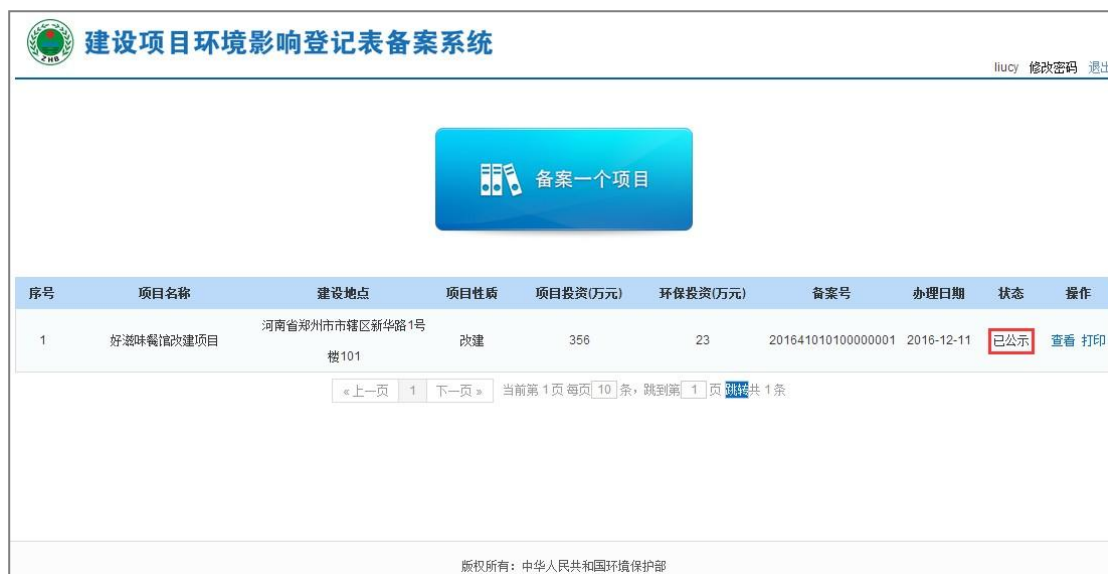 建设项目环境影响登记表备案系统
ZHB
liucy 修改密码 退出
备案一个项目
序号 项目名称 建设地点 项目性质 项目投资(万元) 环保投资(万元) 备案号 办理日期 状态 操作
1 好滋味餐馆改建项目 河南省郑州市市辖区新华路1号 改建 356 23 201641010100000001 2016-12-11 已公示 查看 打印
楼101
«上一页 1 下一页» 当前第 1 页 每页 10 条，跳到第 1 页 跳转共 1 条
版权所有：中华人民共和国环境保护部